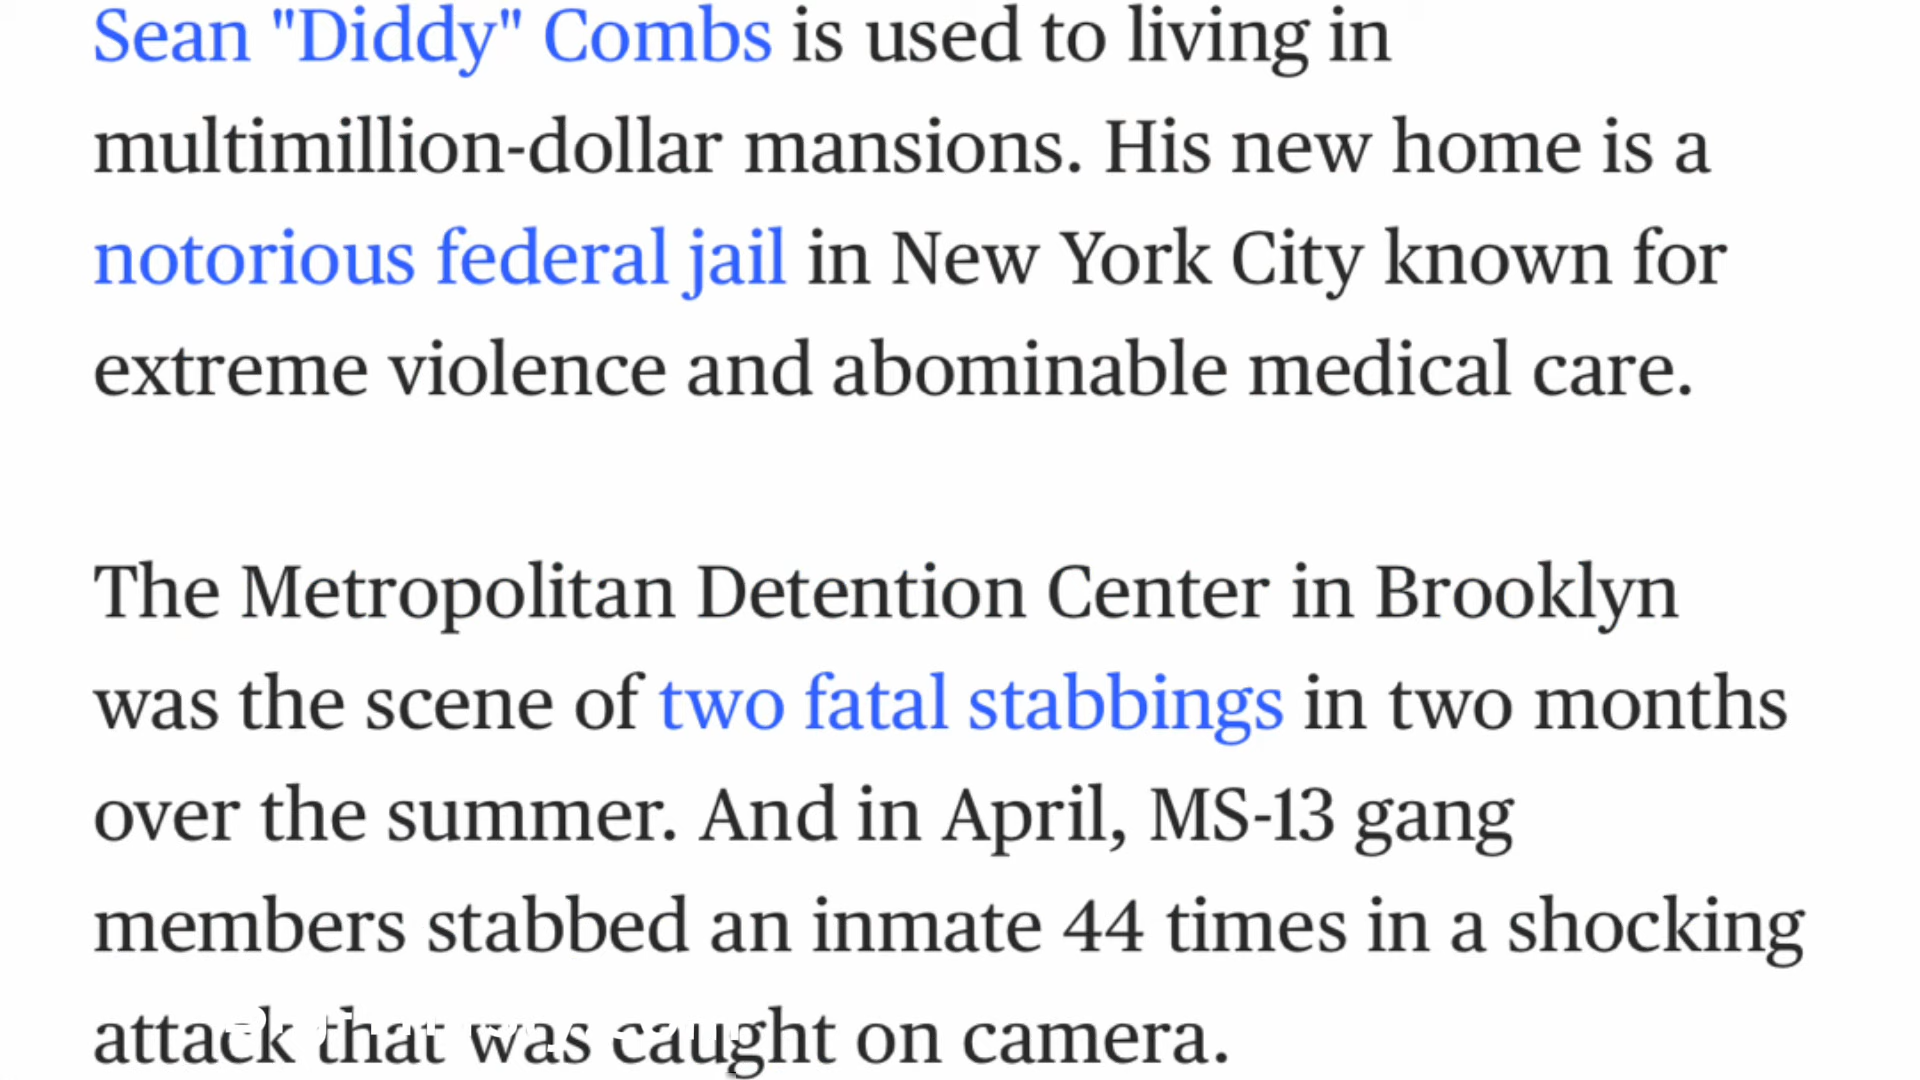 Sean "Diddy" Combs is used to living in
multimillion-dollar mansions. His new home is a
notorious federal jail in New York City known for
extreme violence and abominable medical care.
The Metropolitan Detention Center in Brooklyn
was the scene of two fatal stabbings in two months
over the summer. And in April, MS-13 gang
members stabbed an inmate 44 times in a shocking
attack that was caught on camera.